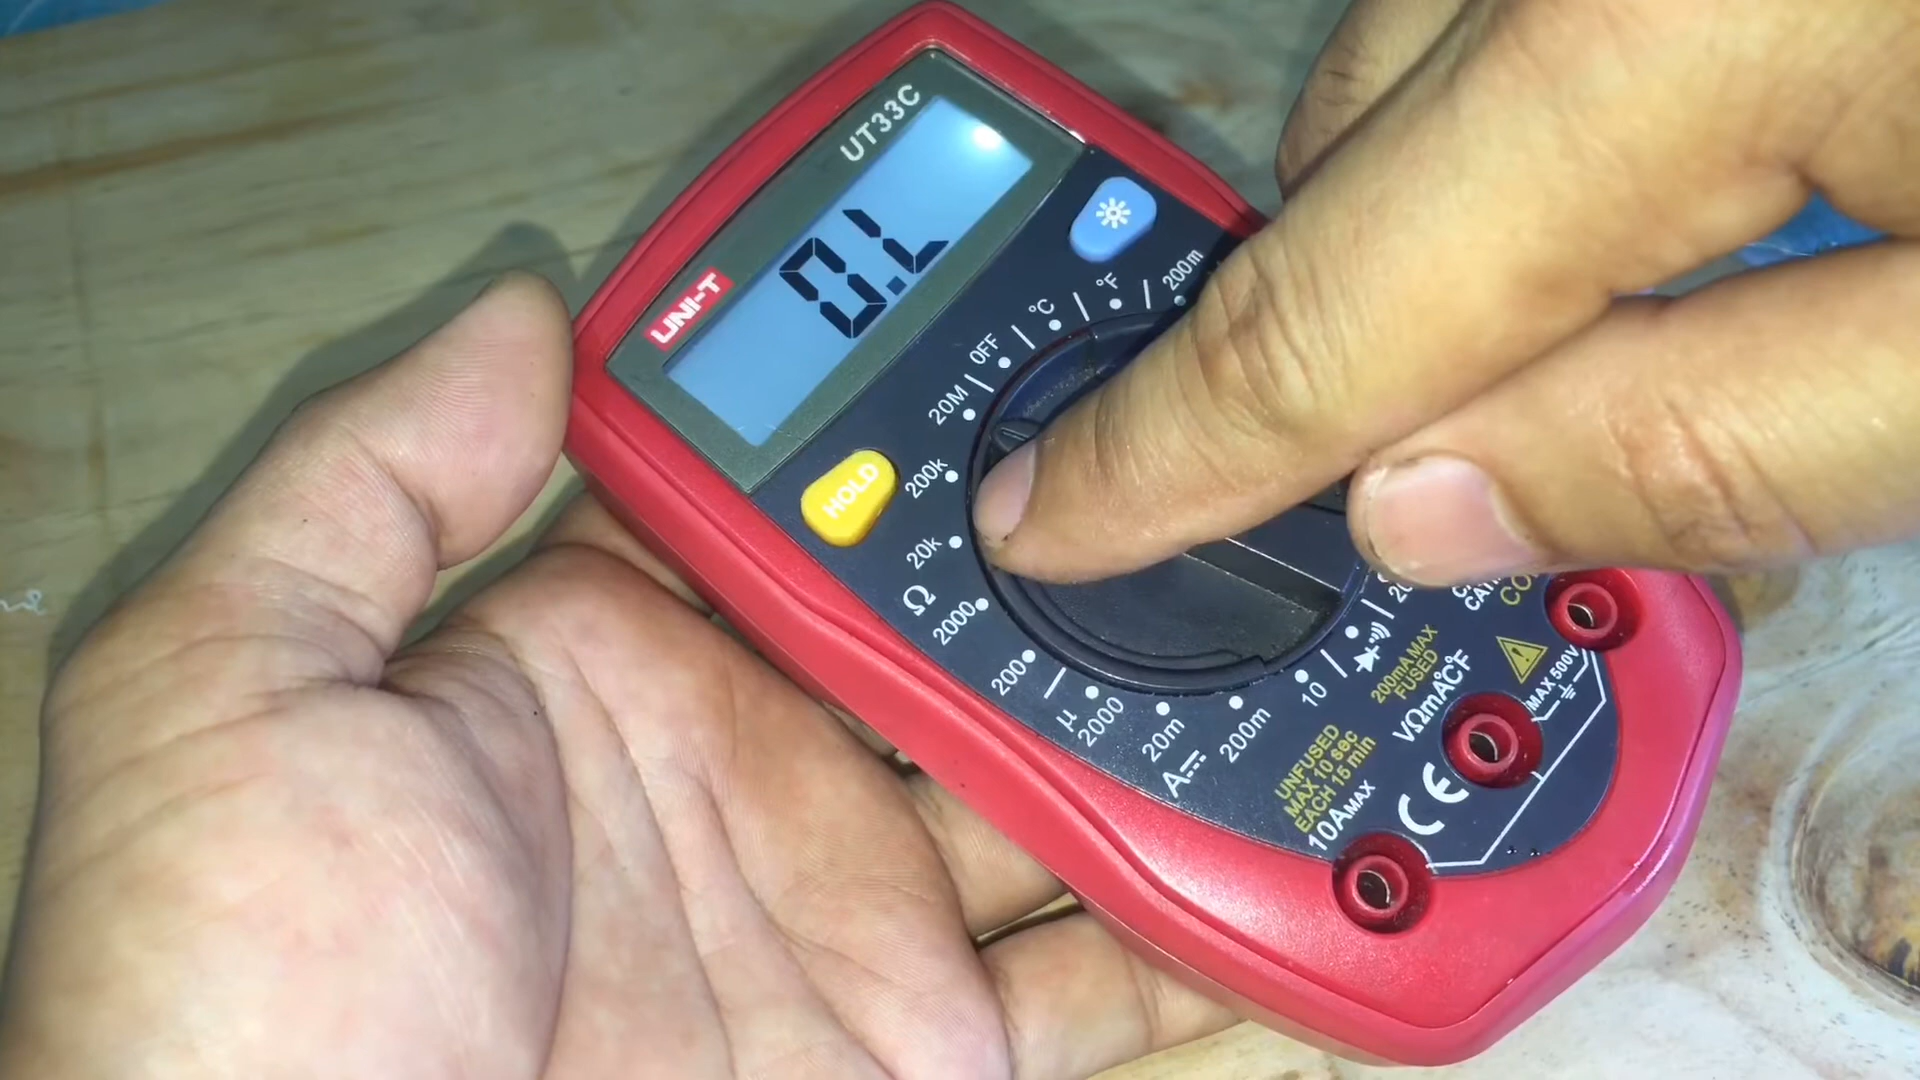 UT33C
UNI-T
0.L
HOLD
°C
°F
200m
OFF
20M
200k
20k
Ω
2000
200
μ
2000
20m
200m
10
A
200mA MAX
FUSED
VΩmA°C°F
MAX 500V
UNFUSED
MAX 10 sec
EACH 15 min
10A MAX
CE